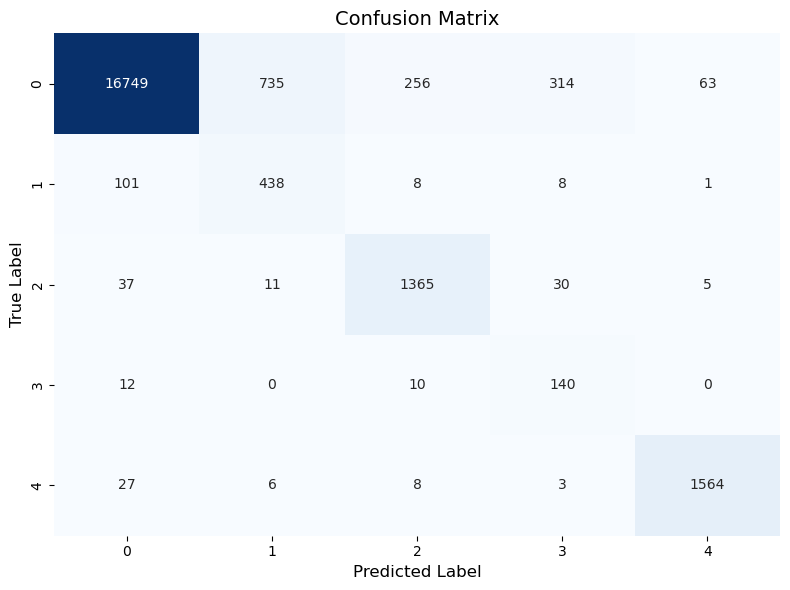 Confusion Matrix
0 16749 735 256 314 63
1 101 438 8 8 1
2 37 11 1365 30 5
3 12 0 10 140 0
4 27 6 8 3 1564
0 1 2 3 4
True Label
Predicted Label